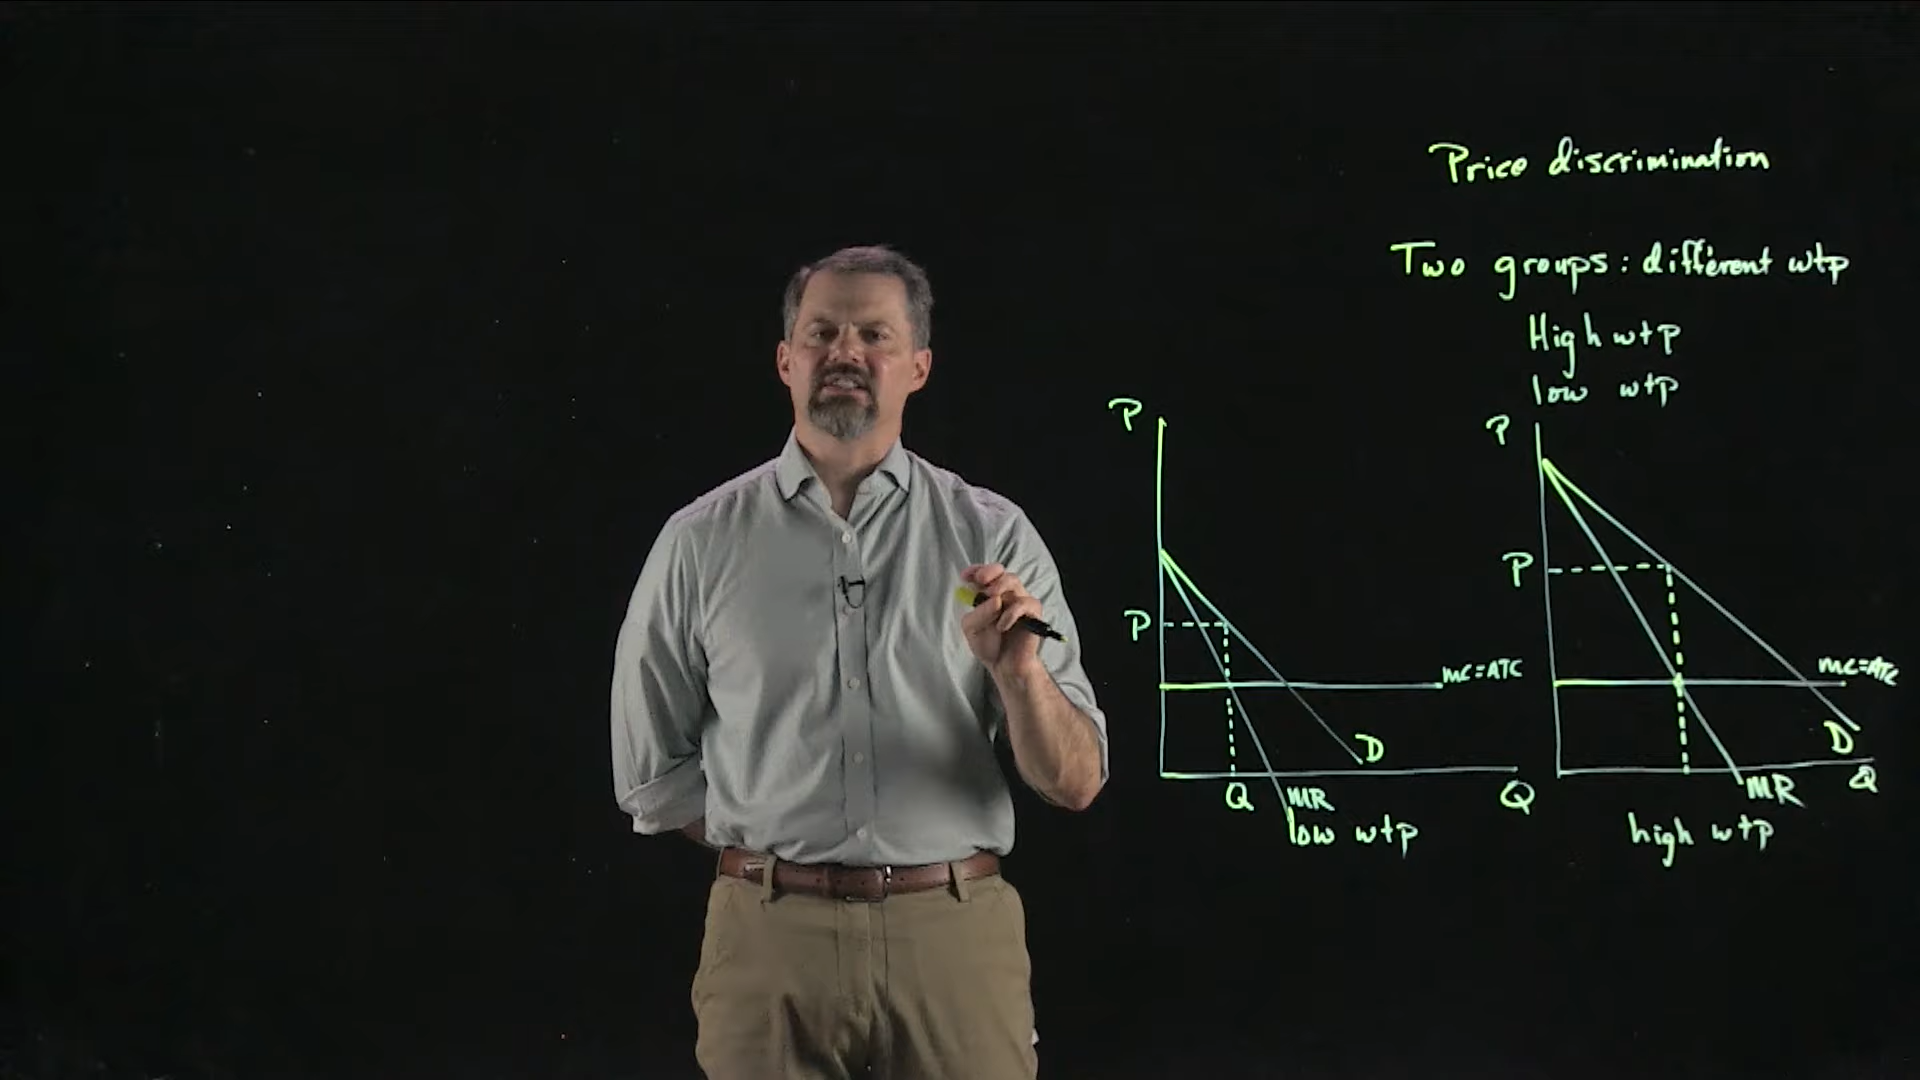 Price discrimination
Two groups: different wtp
High wtp
low wtp
P
P
MC=ATC
D
Q
MR
Q
low wtp
P
P
MC=ATC
D
MR
Q
high wtp